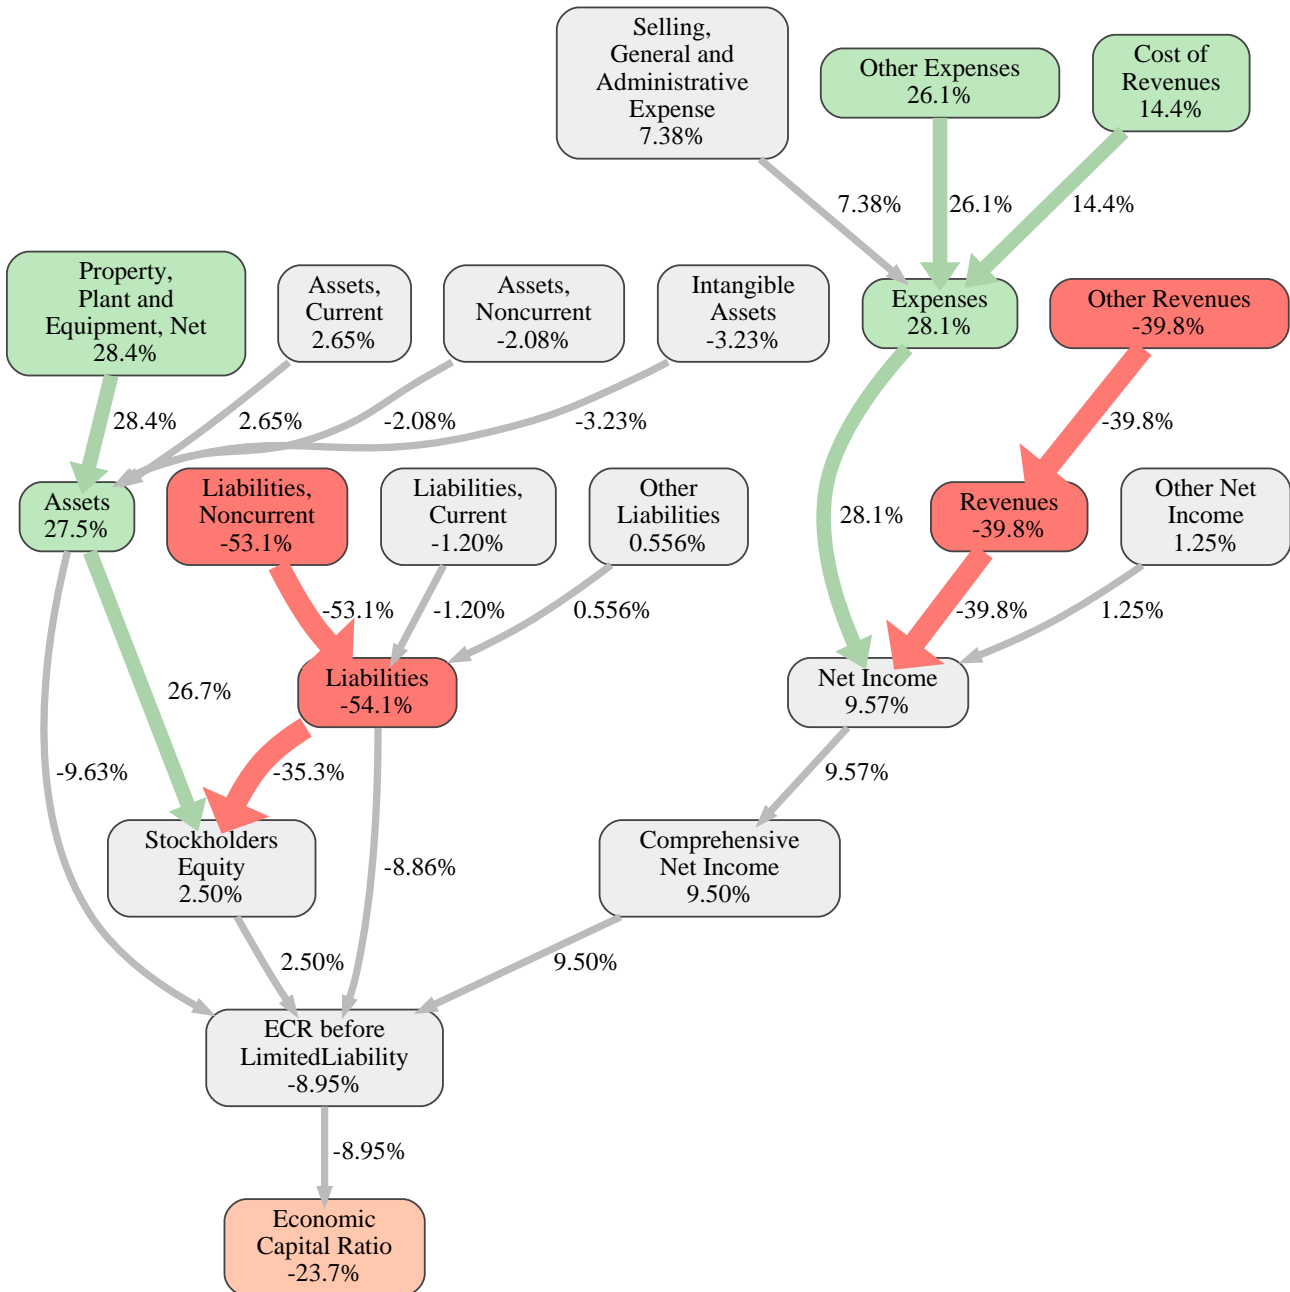 Selling,
General and
Administrative
Expense
7.38%
Other Expenses
26.1%
Cost of
Revenues
14.4%
7.38%
26.1%
14.4%
Property,
Plant and
Equipment, Net
28.4%
Assets,
Current
2.65%
Assets,
Noncurrent
-2.08%
Intangible
Assets
-3.23%
Expenses
28.1%
Other Revenues
-39.8%
28.4%
2.65%
-2.08%
-3.23%
-39.8%
Assets
27.5%
Liabilities,
Noncurrent
-53.1%
Liabilities,
Current
-1.20%
Other
Liabilities
0.556%
28.1%
Revenues
-39.8%
Other Net
Income
1.25%
-53.1%
-1.20%
0.556%
-39.8%
1.25%
26.7%
Liabilities
-54.1%
Net Income
9.57%
-9.63%
-35.3%
9.57%
Stockholders
Equity
2.50%
-8.86%
Comprehensive
Net Income
9.50%
2.50%
9.50%
ECR before
LimitedLiability
-8.95%
-8.95%
Economic
Capital Ratio
-23.7%